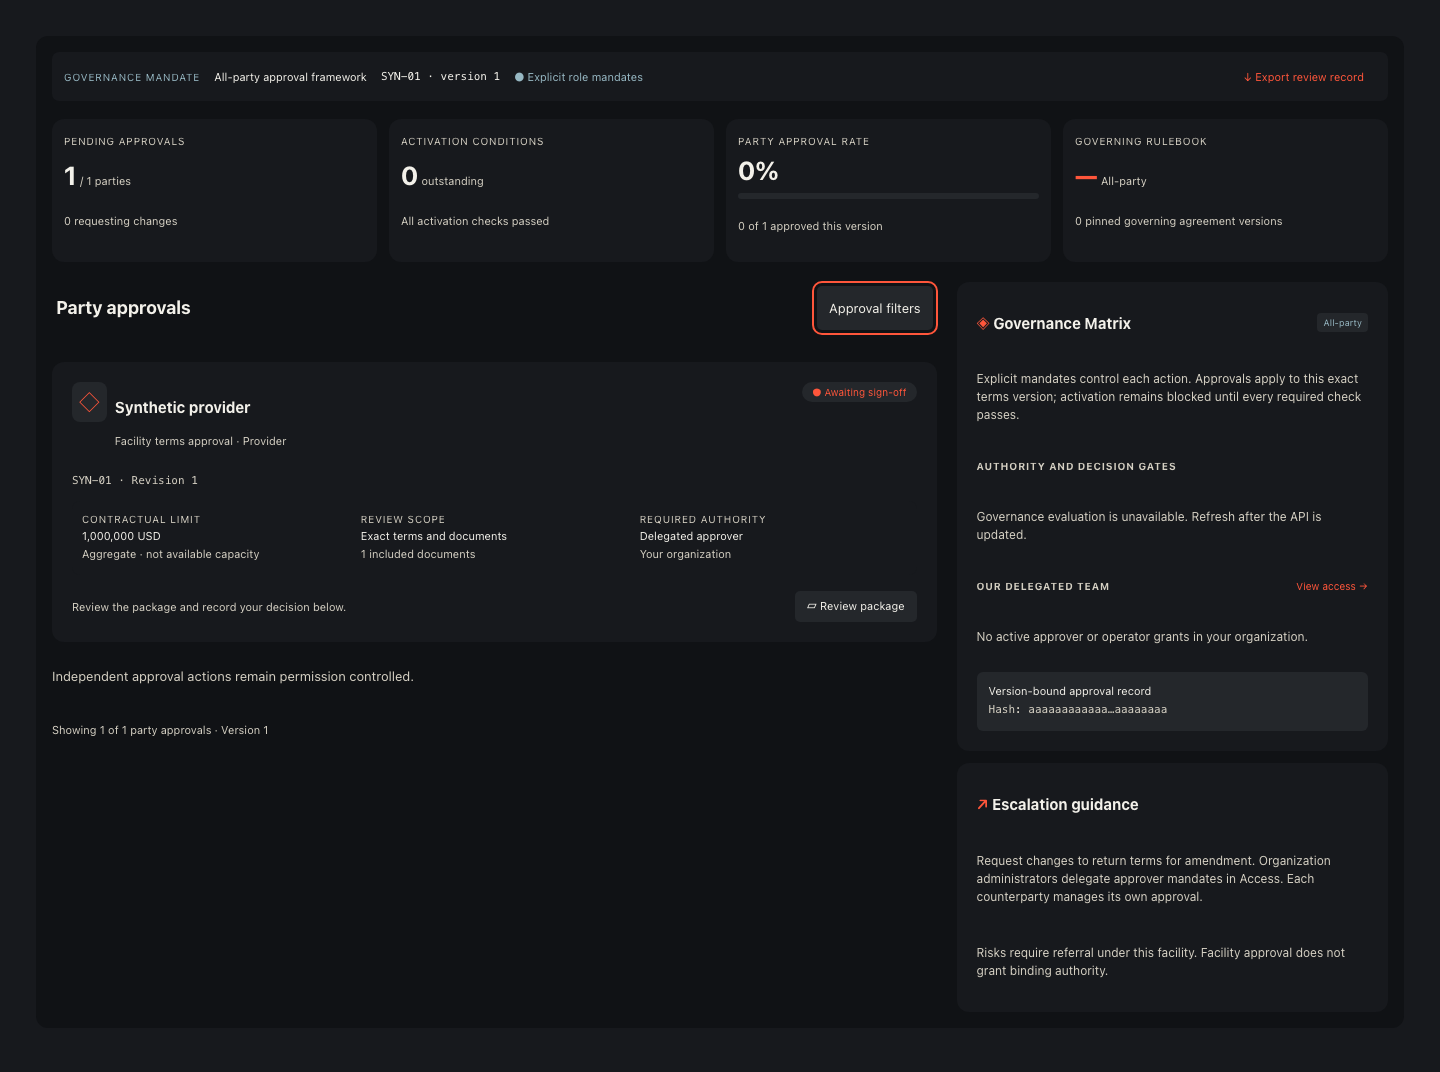 GOVERNANCE MANDATE All-party approval framework SYN-01 · version 1 Explicit role mandates ↓ Export review record
PENDING APPROVALS
1 / 1 parties
0 requesting changes
ACTIVATION CONDITIONS
0 outstanding
All activation checks passed
PARTY APPROVAL RATE
0%
0 of 1 approved this version
GOVERNING RULEBOOK
— All-party
0 pinned governing agreement versions
Party approvals
Approval filters
Synthetic provider
Awaiting sign-off
Facility terms approval · Provider
SYN-01 · Revision 1
CONTRACTUAL LIMIT
1,000,000 USD
Aggregate · not available capacity
REVIEW SCOPE
Exact terms and documents
1 included documents
REQUIRED AUTHORITY
Delegated approver
Your organization
Review the package and record your decision below.
▱ Review package
Independent approval actions remain permission controlled.
Showing 1 of 1 party approvals · Version 1
◈ Governance Matrix
All-party
Explicit mandates control each action. Approvals apply to this exact
terms version; activation remains blocked until every required check
passes.
AUTHORITY AND DECISION GATES
Governance evaluation is unavailable. Refresh after the API is
updated.
OUR DELEGATED TEAM
View access →
No active approver or operator grants in your organization.
Version-bound approval record
Hash: aaaaaaaaaaaa…aaaaaaaa
↗ Escalation guidance
Request changes to return terms for amendment. Organization
administrators delegate approver mandates in Access. Each
counterparty manages its own approval.
Risks require referral under this facility. Facility approval does not
grant binding authority.